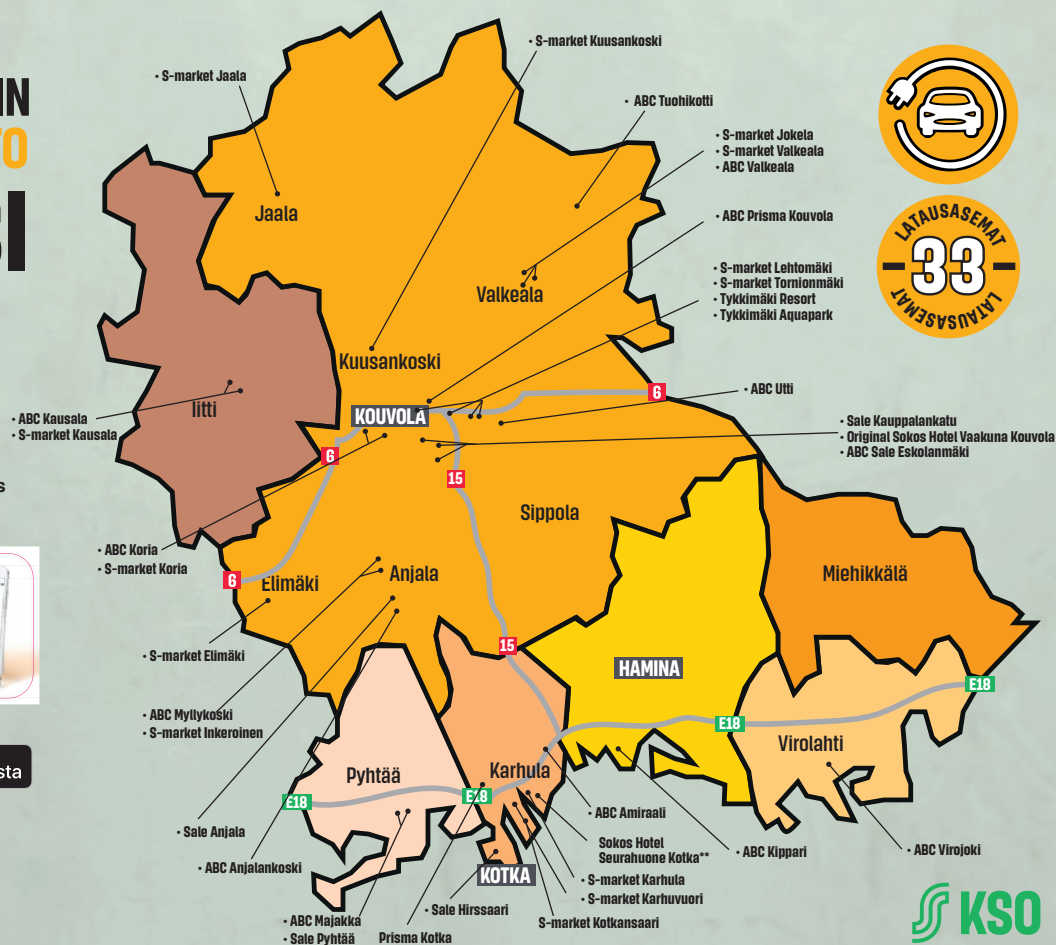 IN
TO
SI
s
sta
• S-market Jaala
• S-market Kuusankoski
• ABC Tuohikotti
• S-market Jokela
• S-market Valkeala
• ABC Valkeala
• ABC Prisma Kouvola
• S-market Lehtomäki
• S-market Tornionmäki
• Tykkimäki Resort
• Tykkimäki Aquapark
LATAUSASEMAT
33
LATAUSASEMAT
Jaala
Valkeala
Kuusankoski
Iitti
KOUVOLA
6
6
15
• ABC Kausala
• S-market Kausala
• ABC Utti
• Sale Kauppalankatu
• Original Sokos Hotel Vaakuna Kouvola
• ABC Sale Eskolanmäki
Sippola
• ABC Koria
• S-market Koria
6
Elimäki
Anjala
Miehikkälä
15
HAMINA
• S-market Elimäki
• ABC Myllykoski
• S-market Inkeroinen
E18
E18
Virolahti
Pyhtää
Karhula
E18
E18
KOTKA
• Sale Anjala
• ABC Anjalankoski
• ABC Amiraali
Sokos Hotel
Seurahuone Kotka**
• ABC Kippari
• ABC Virojoki
• S-market Karhula
• S-market Karhuvuori
S-market Kotkansaari
• Sale Hirssaari
• ABC Majakka
• Sale Pyhtää
Prisma Kotka
KSO